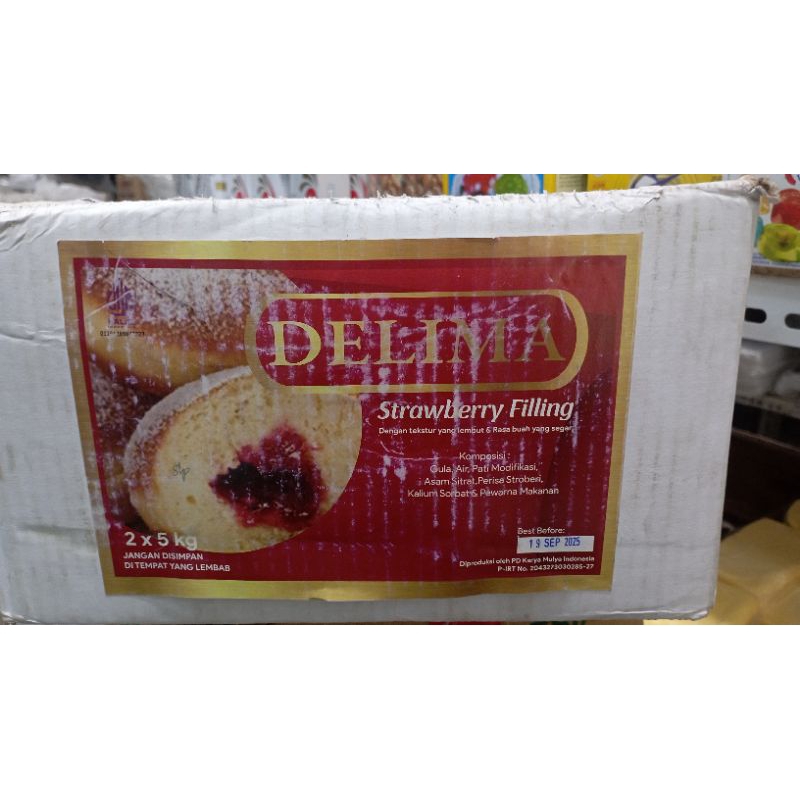 DELIMA
Strawberry Filling
Dengan tekstur yang lembut & Rasa buah yang segar
Komposisi :
Gula, Air, Pati Modifikasi,
Asam Sitrat, Perisa Stroberi,
Kalium Sorbat & Pewarna Makanan
2 x 5 kg
JANGAN DISIMPAN
DI TEMPAT YANG LEMBAB
Best Before:
19 SEP 2025
Diproduksi oleh PD Karya Mulya Indonesia
P-IRT No. 2043273030285-27